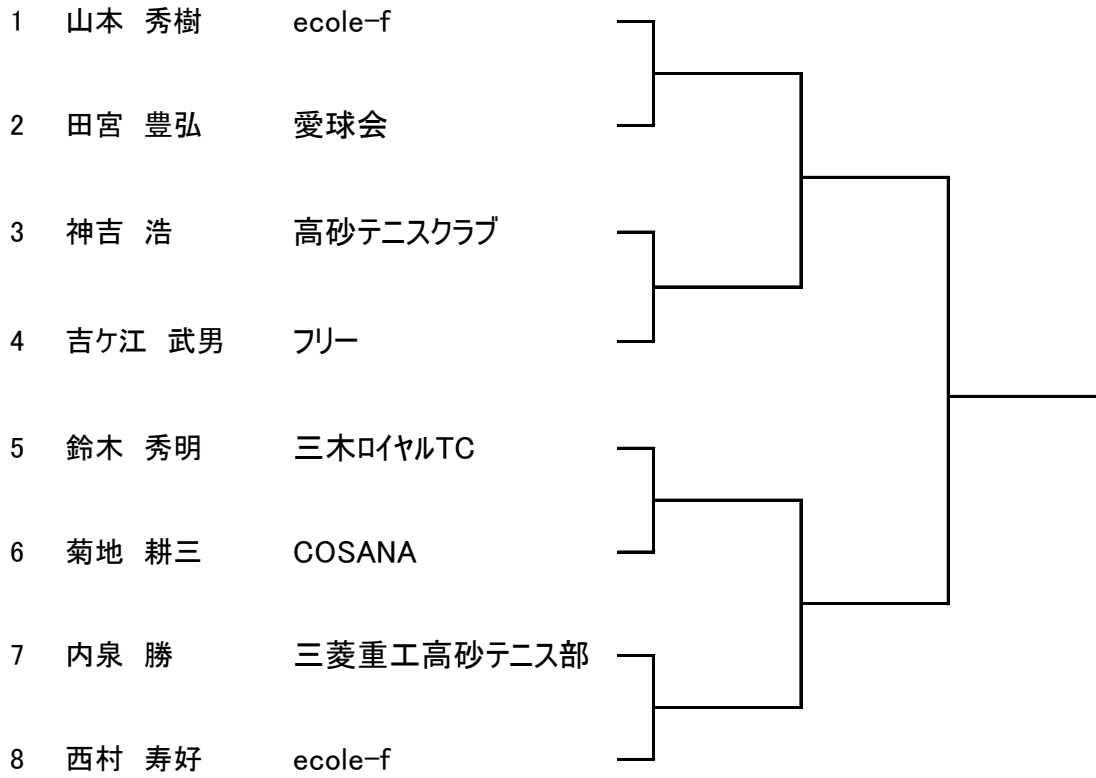 1 山本 秀樹 ecole-f
2 田宮 豊弘 愛球会
3 神吉 浩 高砂テニスクラブ
4 吉ケ江 武男 フリー
5 鈴木 秀明 三木ロイヤルTC
6 菊地 耕三 COSANA
7 内泉 勝 三菱重工高砂テニス部
8 西村 寿好 ecole-f